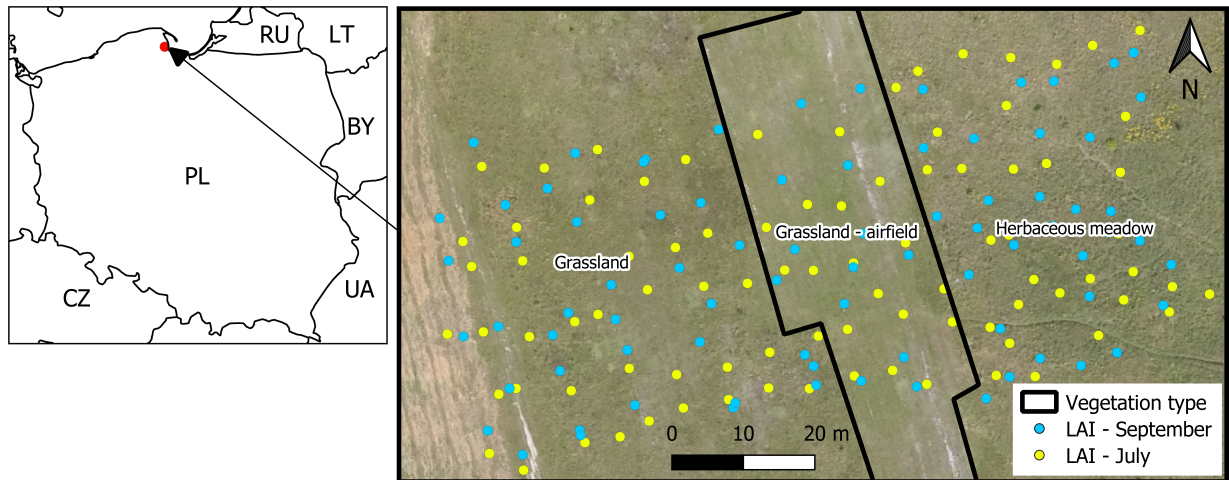 RU
LT
BY
PL
CZ
UA
N
Grassland
Grassland - airfield
Herbaceous meadow
0 10 20 m
Vegetation type
LAI - September
LAI - July